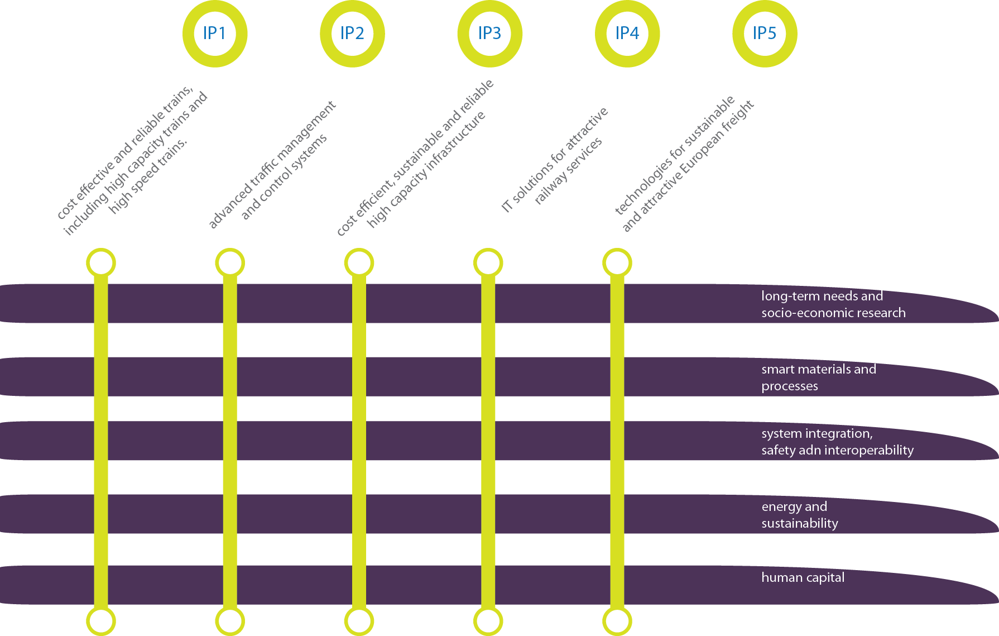 IP1
IP2
IP3
IP4
IP5
cost effective and reliable trains,
including high capacity trains and
high speed trains.
advanced traffic management
and control systems
cost efficient, sustainable and reliable
high capacity infrastructure
IT solutions for attractive
railway services
technologies for sustainable
and attractive European freight
long-term needs and
socio-economic research
smart materials and
processes
system integration,
safety adn interoperability
energy and
sustainability
human capital